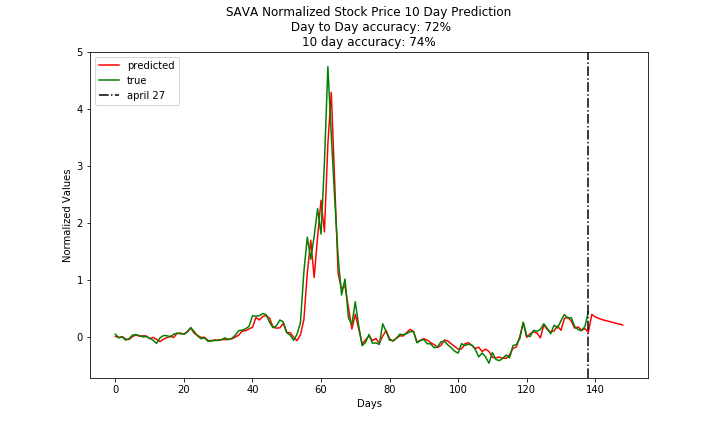 SAVA Normalized Stock Price 10 Day Prediction
Day to Day accuracy: 72%
10 day accuracy: 74%
predicted
true
april 27
Normalized Values
5
4
3
2
1
0
0 20 40 60 80 100 120 140
Days